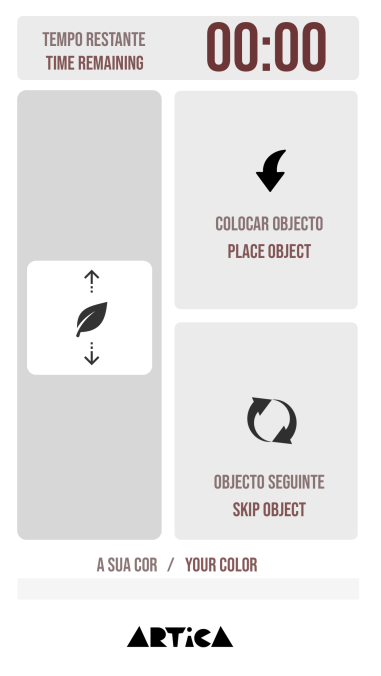 TEMPO RESTANTE
TIME REMAINING
00:00
COLOCAR OBJECTO
PLACE OBJECT
OBJECTO SEGUINTE
SKIP OBJECT
A SUA COR / YOUR COLOR
ARTiCA